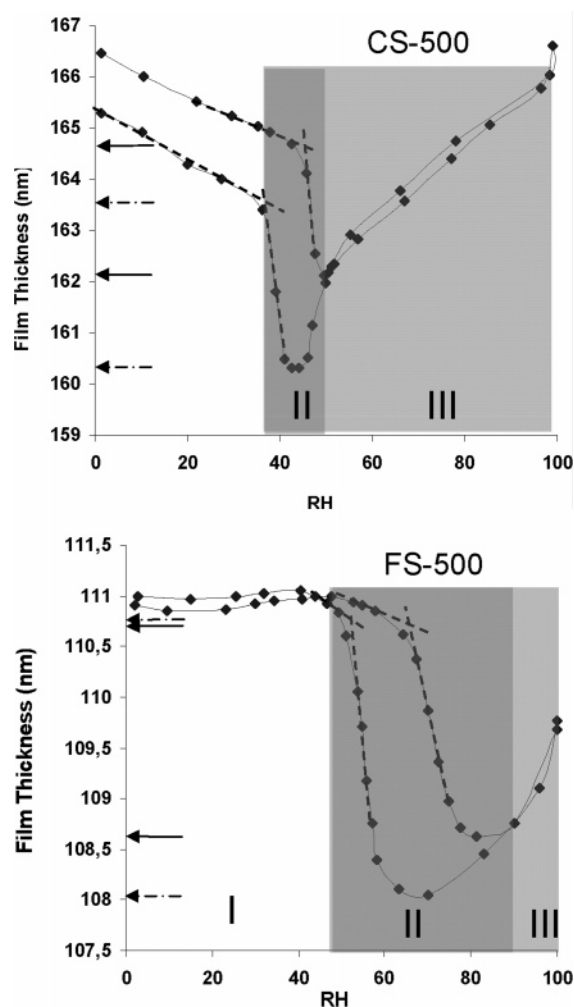 CS-500
167
166
165
164
163
162
161
160
159
Film Thickness (nm)
II
III
0 20 40 60 80 100
RH
FS-500
111,5
111
110,5
110
109,5
109
108,5
108
107,5
Film Thickness (nm)
I
II
III
0 20 40 60 80 100
RH